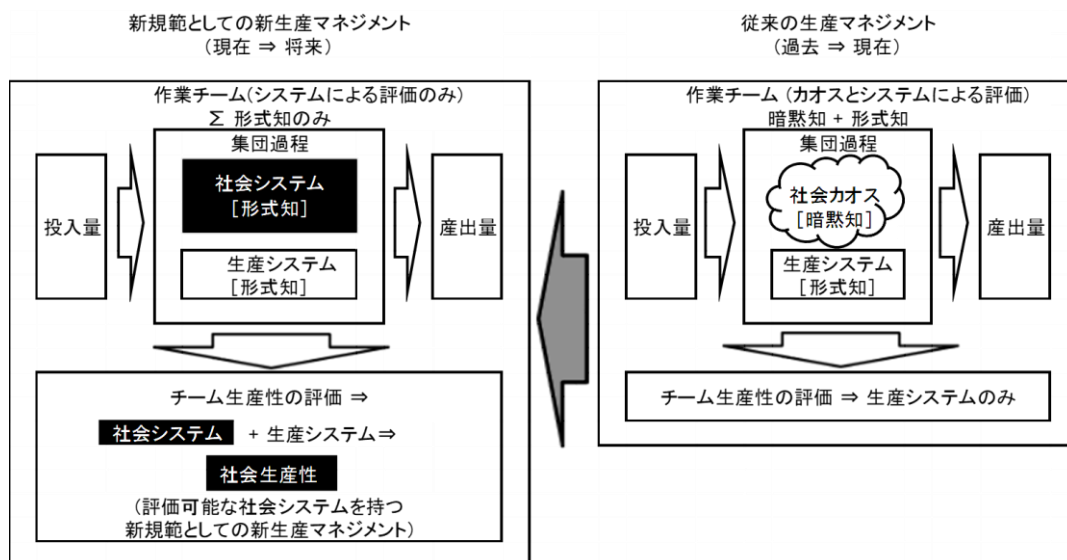 新規範としての新生産マネジメント
(現在 ⇒ 将来)
作業チーム(システムによる評価のみ)
Σ 形式知のみ
集団過程
投入量
社会システム
[形式知]
生産システム
[形式知]
産出量
チーム生産性の評価 ⇒
社会システム + 生産システム⇒
社会生産性
(評価可能な社会システムを持つ
新規範としての新生産マネジメント)
従来の生産マネジメント
(過去 ⇒ 現在)
作業チーム (カオスとシステムによる評価)
暗黙知 + 形式知
集団過程
投入量
社会カオス
[暗黙知]
生産システム
[形式知]
産出量
チーム生産性の評価 ⇒ 生産システムのみ